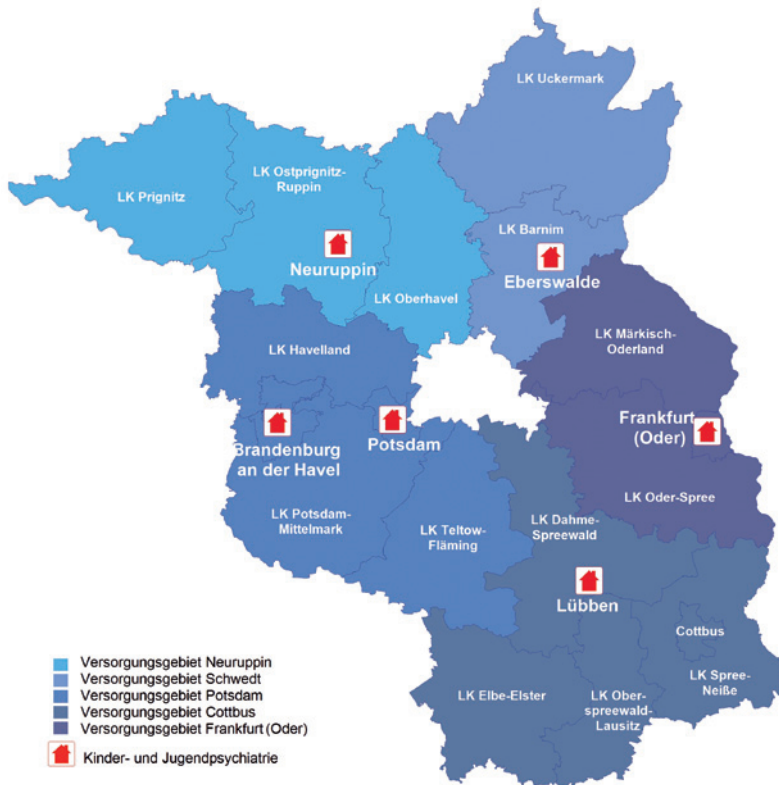 LK Uckermark
LK Ostprignitz-
Ruppin
LK Prignitz
LK Barnim
Neuruppin
Eberswalde
LK Oberhavel
LK Märkisch-
Oderland
LK Havelland
Frankfurt
(Oder)
Brandenburg
an der Havel
Potsdam
LK Oder-Spree
LK Potsdam-
Mittelmark
LK Teltow-
Fläming
LK Dahme-
Spreewald
Lübben
Cottbus
LK Spree-
Neiße
LK Elbe-Elster
LK Ober-
spreewald-
Lausitz
Versorgungsgebiet Neuruppin
Versorgungsgebiet Schwedt
Versorgungsgebiet Potsdam
Versorgungsgebiet Cottbus
Versorgungsgebiet Frankfurt (Oder)
Kinder- und Jugendpsychiatrie